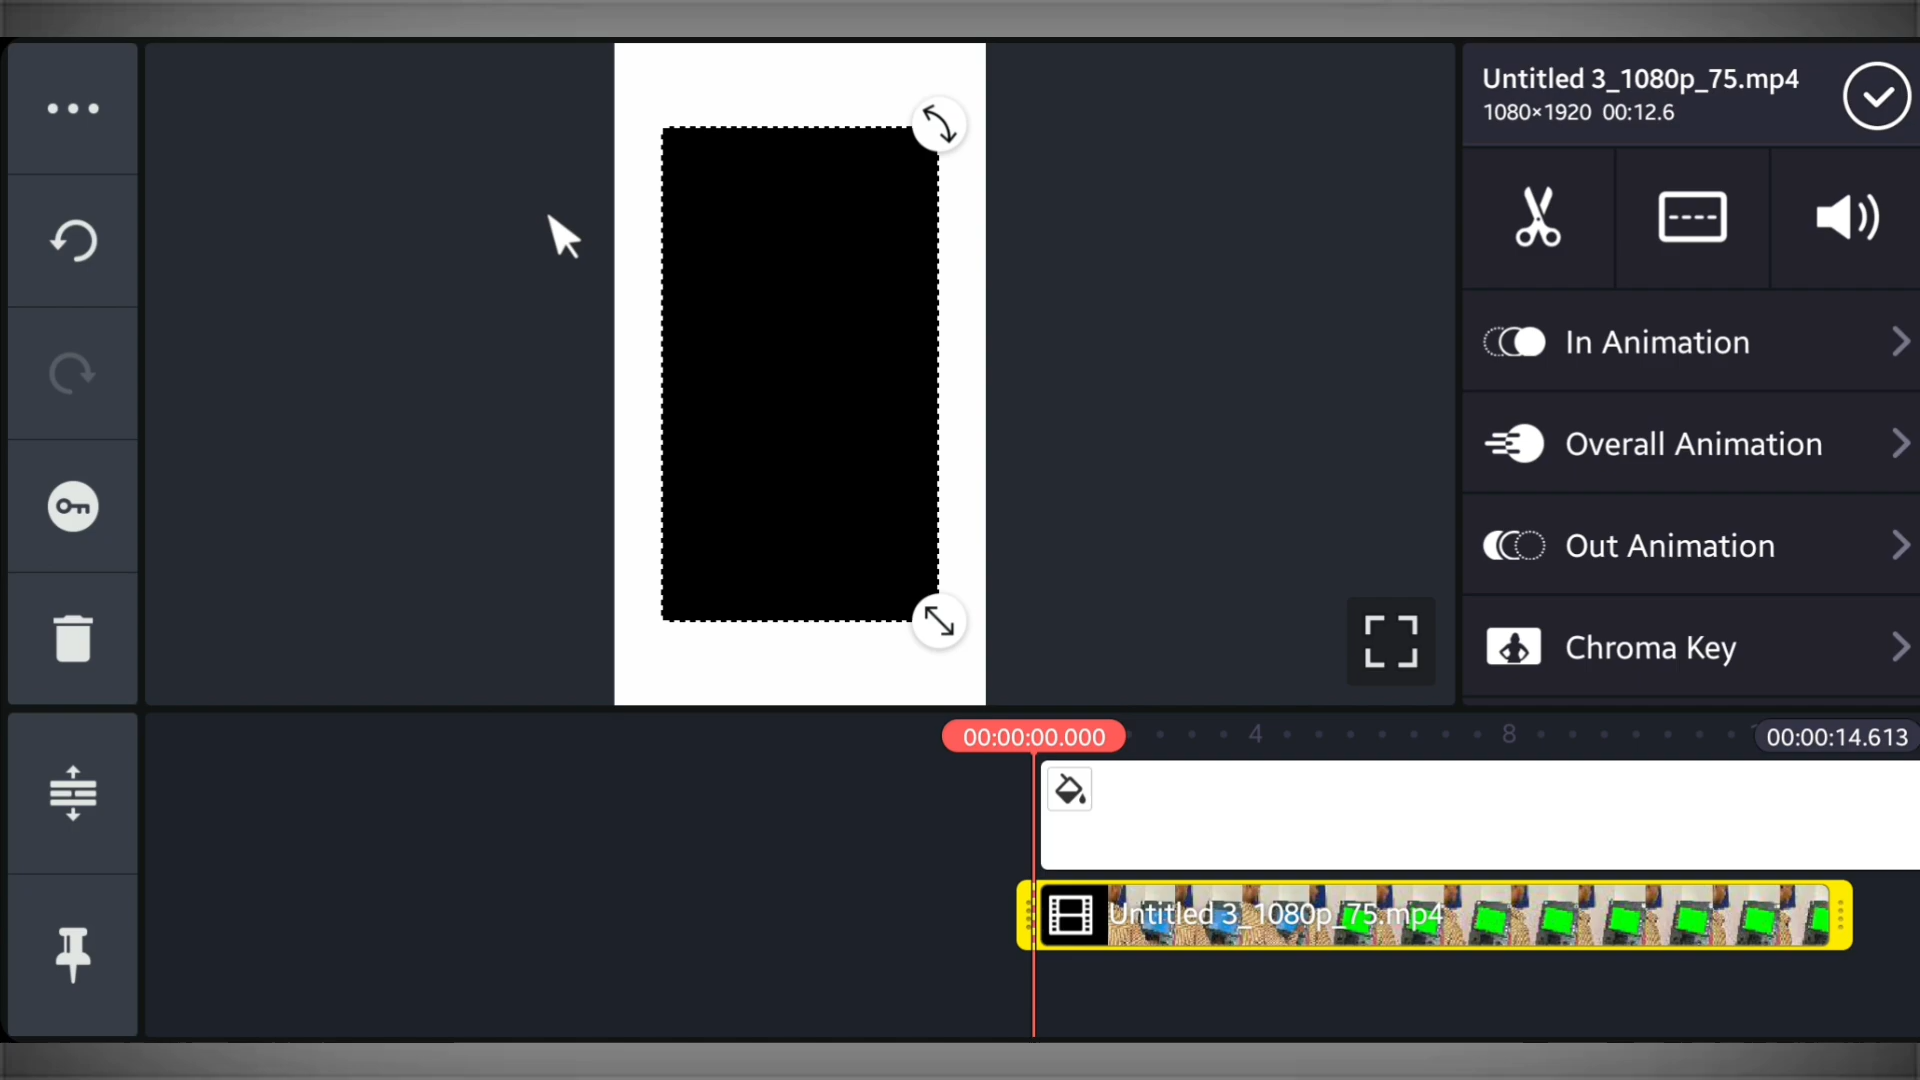 Untitled 3_1080p_75.mp4
1080×1920 00:12.6
In Animation
Overall Animation
Out Animation
Chroma Key
00:00:00.000
4
8
00:00:14.613
Untitled 3_1080p_75.mp4